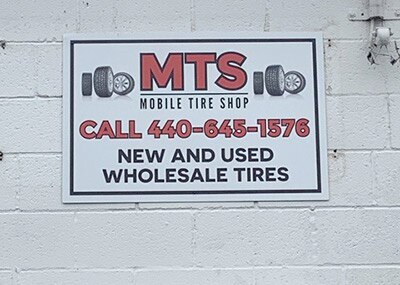 MTS
MOBILE TIRE SHOP
CALL 440-645-1576
NEW AND USED
WHOLESALE TIRES